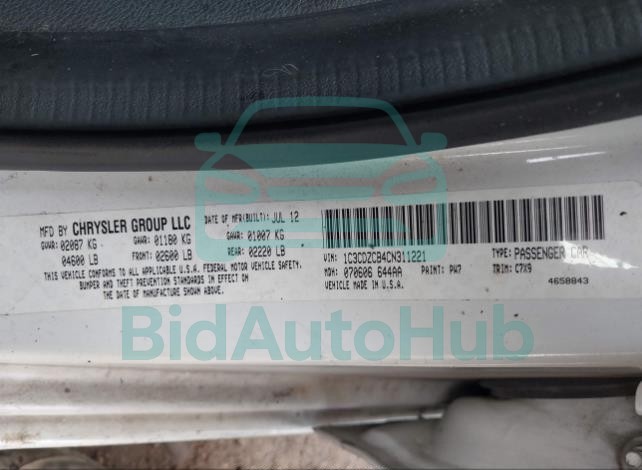 MFD BY CHRYSLER GROUP LLC
DATE OF MFR(BUILT): JUL 12
GVWR: 02087 KG GAWR: 01180 KG GAWR: 01007 KG
04600 LB FRONT: 02600 LB REAR: 02220 LB
THIS VEHICLE CONFORMS TO ALL APPLICABLE U.S.A. FEDERAL MOTOR VEHICLE SAFETY,
BUMPER AND THEFT PREVENTION STANDARDS IN EFFECT ON
THE DATE OF MANUFACTURE SHOWN ABOVE.
VIN: 1C3CDZCB4CN311221 TYPE: PASSENGER CAR
MDH: 070606 644AA PAINT: PW7 TRIM: C7X9
VEHICLE MADE IN U.S.A. 4658843
BidAutoHub